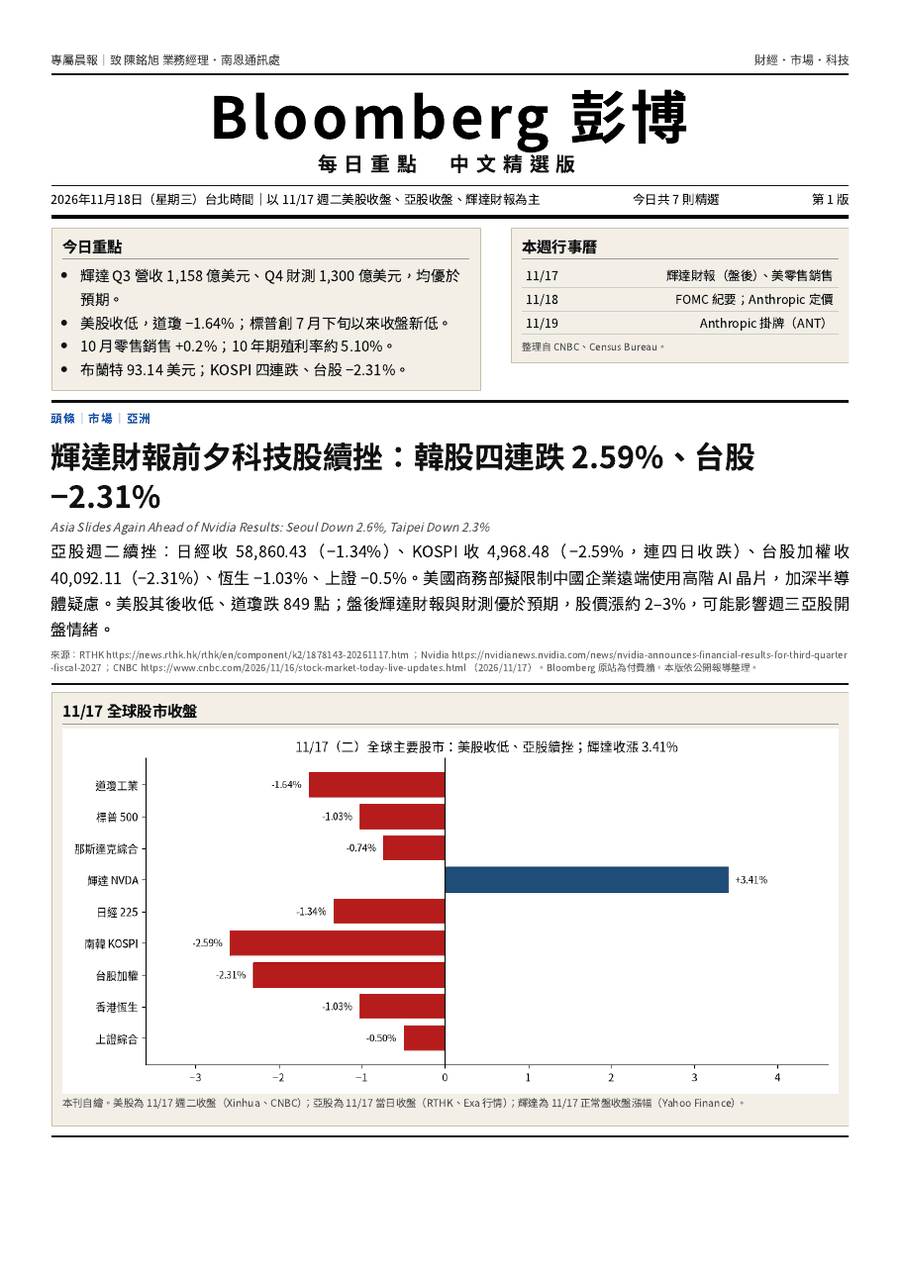 專屬晨報｜致 陳銘旭 業務經理・南恩通訊處
財經・市場・科技
Bloomberg 彭博
每日重點 中文精選版
2026年11月18日（星期三）台北時間｜以 11/17 週二美股收盤、亞股收盤、輝達財報為主
今日共 7 則精選
第 1 版
今日重點
• 輝達 Q3 營收 1,158 億美元、Q4 財測 1,300 億美元，均優於
預期。
• 美股收低，道瓊 −1.64%；標普創 7 月下旬以來收盤新低。
• 10 月零售銷售 +0.2%；10 年期殖利率約 5.10%。
• 布蘭特 93.14 美元；KOSPI 四連跌、台股 −2.31%。
本週行事曆
11/17 輝達財報（盤後）、美零售銷售
11/18 FOMC 紀要；Anthropic 定價
11/19 Anthropic 掛牌（ANT）
整理自 CNBC、Census Bureau。
頭條｜市場｜亞洲
輝達財報前夕科技股續挫：韓股四連跌 2.59%、台股
−2.31%
Asia Slides Again Ahead of Nvidia Results: Seoul Down 2.6%, Taipei Down 2.3%
亞股週二續挫：日經收 58,860.43（−1.34%）、KOSPI 收 4,968.48（−2.59%，連四日收跌）、台股加權收
40,092.11（−2.31%）、恆生 −1.03%、上證 −0.5%。美國商務部擬限制中國企業遠端使用高階 AI 晶片，加深半導
體疑慮。美股其後收低、道瓊跌 849 點；盤後輝達財報與財測優於預期，股價漲約 2–3%，可能影響週三亞股開
盤情緒。
來源：RTHK https://news.rthk.hk/rthk/en/component/k2/1878143-20261117.htm ；Nvidia https://nvidianews.nvidia.com/news/nvidia-announces-financial-results-for-third-quarter
-fiscal-2027 ；CNBC https://www.cnbc.com/2026/11/16/stock-market-today-live-updates.html （2026/11/17）。Bloomberg 原站為付費牆，本版依公開報導整理。
11/17 全球股市收盤
11/17（二）全球主要股市：美股收低、亞股續挫；輝達收漲 3.41%
道瓊工業 -1.64%
標普 500 -1.03%
那斯達克綜合 -0.74%
輝達 NVDA +3.41%
日經 225 -1.34%
南韓 KOSPI -2.59%
台股加權 -2.31%
香港恆生 -1.03%
上證綜合 -0.50%
−3 −2 −1 0 1 2 3 4
本刊自繪。美股為 11/17 週二收盤（Xinhua、CNBC）；亞股為 11/17 當日收盤（RTHK、Exa 行情）；輝達為 11/17 正常盤收盤漲幅（Yahoo Finance）。